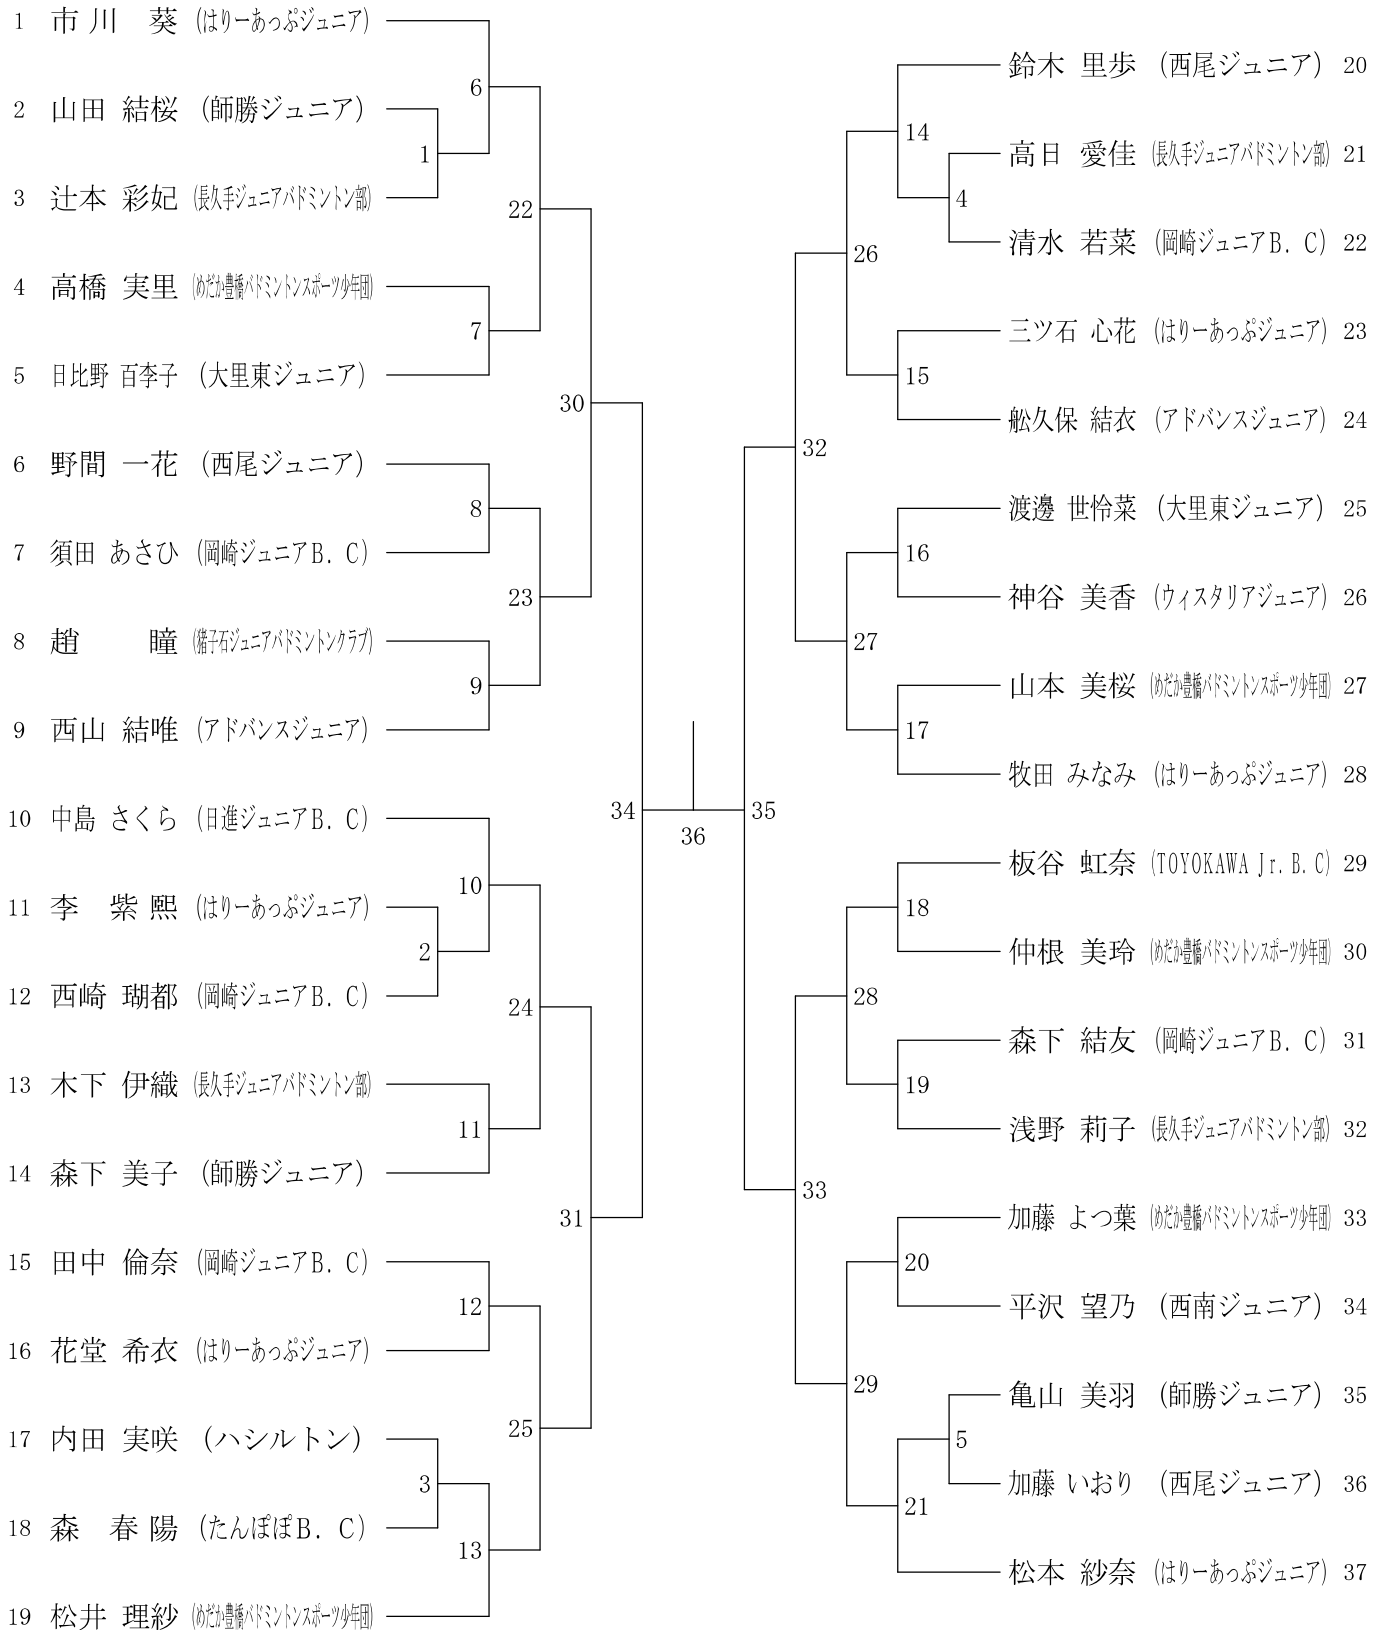 1 市川 葵 (はりーあっぷジュニア)
2 山田 結桜 (師勝ジュニア)
3 辻本 彩妃 (長久手ジュニアバドミントン部)
4 高橋 実里 (めだか豊橋バドミントンスポーツ少年団)
5 日比野 百李子 (大里東ジュニア)
6 野間 一花 (西尾ジュニア)
7 須田 あさひ (岡崎ジュニアB.C)
8 趙 瞳 (猪子石ジュニアバドミントンクラブ)
9 西山 結唯 (アドバンスジュニア)
10 中島 さくら (日進ジュニアB.C)
11 李 紫熙 (はりーあっぷジュニア)
12 西崎 瑚都 (岡崎ジュニアB.C)
13 木下 伊織 (長久手ジュニアバドミントン部)
14 森下 美子 (師勝ジュニア)
15 田中 倫奈 (岡崎ジュニアB.C)
16 花堂 希衣 (はりーあっぷジュニア)
17 内田 実咲 (ハシルトン)
18 森 春陽 (たんぽぽB.C)
19 松井 理紗 (めだか豊橋バドミントンスポーツ少年団)
1
2
3
6
7
8
9
10
11
12
13
22
23
24
25
30
31
34
36
35
32
33
26
27
28
29
14
15
16
17
18
19
20
21
4
5
鈴木 里歩 (西尾ジュニア) 20
高日 愛佳 (長久手ジュニアバドミントン部) 21
清水 若菜 (岡崎ジュニアB.C) 22
三ツ石 心花 (はりーあっぷジュニア) 23
舩久保 結衣 (アドバンスジュニア) 24
渡邊 世怜菜 (大里東ジュニア) 25
神谷 美香 (ウィスタリアジュニア) 26
山本 美桜 (めだか豊橋バドミントンスポーツ少年団) 27
牧田 みなみ (はりーあっぷジュニア) 28
板谷 虹奈 (TOYOKAWA Jr.B.C) 29
仲根 美玲 (めだか豊橋バドミントンスポーツ少年団) 30
森下 結友 (岡崎ジュニアB.C) 31
浅野 莉子 (長久手ジュニアバドミントン部) 32
加藤 よつ葉 (めだか豊橋バドミントンスポーツ少年団) 33
平沢 望乃 (西南ジュニア) 34
亀山 美羽 (師勝ジュニア) 35
加藤 いおり (西尾ジュニア) 36
松本 紗奈 (はりーあっぷジュニア) 37